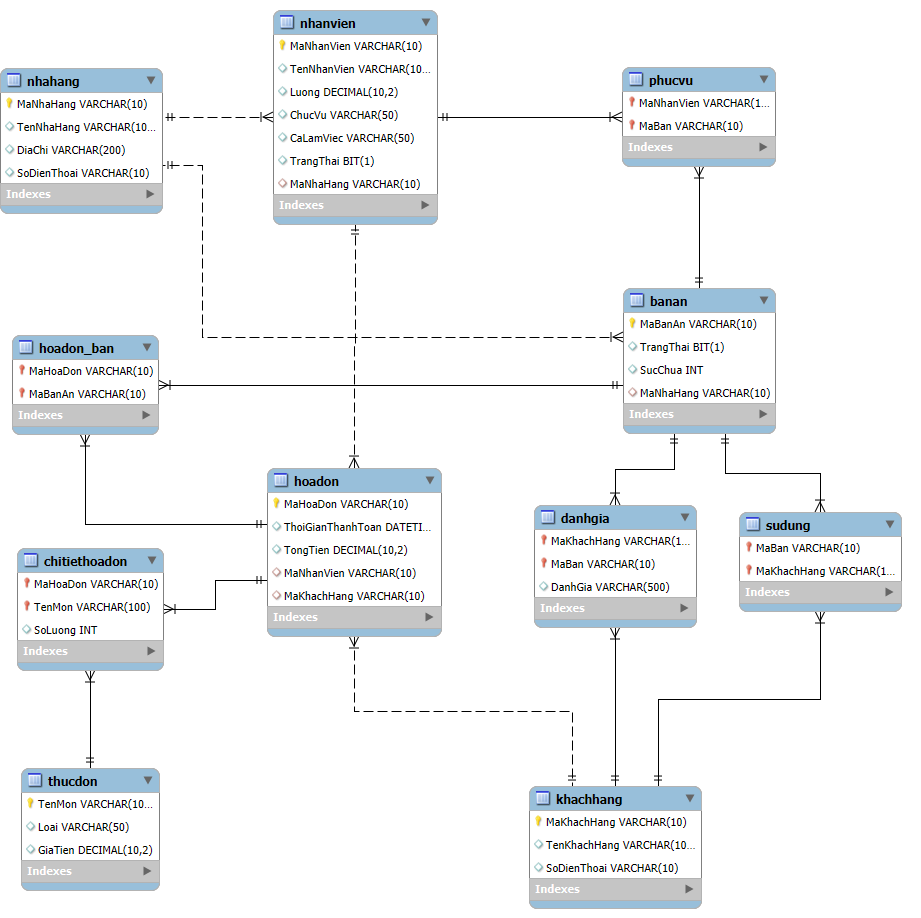 nhanvien
MaNhanVien VARCHAR(10)
TenNhanVien VARCHAR(10...
Luong DECIMAL(10,2)
ChucVu VARCHAR(50)
CaLamViec VARCHAR(50)
TrangThai BIT(1)
MaNhaHang VARCHAR(10)
Indexes
nhahang
MaNhaHang VARCHAR(10)
TenNhaHang VARCHAR(10...
DiaChi VARCHAR(200)
SoDienThoai VARCHAR(10)
Indexes
phucvu
MaNhanVien VARCHAR(1...
MaBan VARCHAR(10)
Indexes
banan
MaBanAn VARCHAR(10)
TrangThai BIT(1)
SucChua INT
MaNhaHang VARCHAR(10)
Indexes
hoadon_ban
MaHoaDon VARCHAR(10)
MaBanAn VARCHAR(10)
Indexes
hoadon
MaHoaDon VARCHAR(10)
ThoiGianThanhToan DATETI...
TongTien DECIMAL(10,2)
MaNhanVien VARCHAR(10)
MaKhachHang VARCHAR(10)
Indexes
danhgia
MaKhachHang VARCHAR(1...
MaBan VARCHAR(10)
DanhGia VARCHAR(500)
Indexes
sudung
MaBan VARCHAR(10)
MaKhachHang VARCHAR(1...
Indexes
chitiethoadon
MaHoaDon VARCHAR(10)
TenMon VARCHAR(100)
SoLuong INT
Indexes
thucdon
TenMon VARCHAR(10...
Loai VARCHAR(50)
GiaTien DECIMAL(10,2)
Indexes
khachhang
MaKhachHang VARCHAR(10)
TenKhachHang VARCHAR(10...
SoDienThoai VARCHAR(10)
Indexes